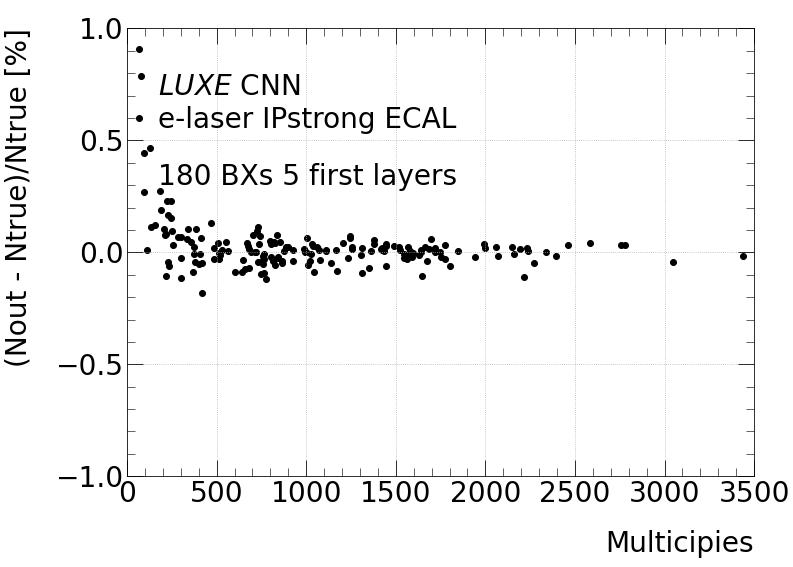 (Nout - Ntrue)/Ntrue [%]
1.0
0.5
0.0
−0.5
−1.0
LUXE CNN
e-laser IPstrong ECAL
180 BXs 5 first layers
0 500 1000 1500 2000 2500 3000 3500
Multicipies